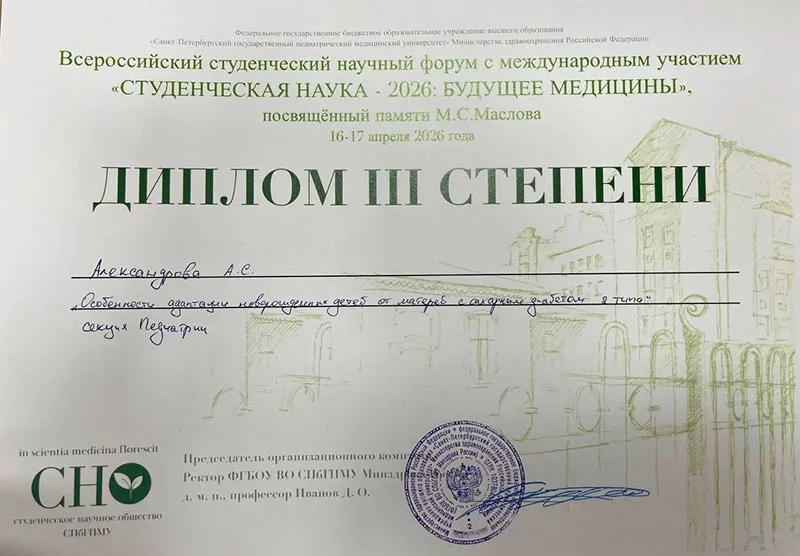 Федеральное государственное бюджетное образовательное учреждение высшего образования
«Санкт-Петербургский государственный педиатрический медицинский университет» Министерства здравоохранения Российской Федерации
Всероссийский студенческий научный форум с международным участием
«СТУДЕНЧЕСКАЯ НАУКА - 2026: БУДУЩЕЕ МЕДИЦИНЫ»,
посвящённый памяти М.С.Маслова
16-17 апреля 2026 года
ДИПЛОМ III СТЕПЕНИ
Александрова А.С.
„Особенности адаптации новорожденных детей от матерей с сахарным диабетом типа"
секция Педиатрии
in scientia medicina florescit
СНО
студенческое научное общество
СПбГПМУ
Председатель организационного
Ректор ФГБОУ ВО СПбГПМУ
д. м. н., профессор Иванов Д. О.